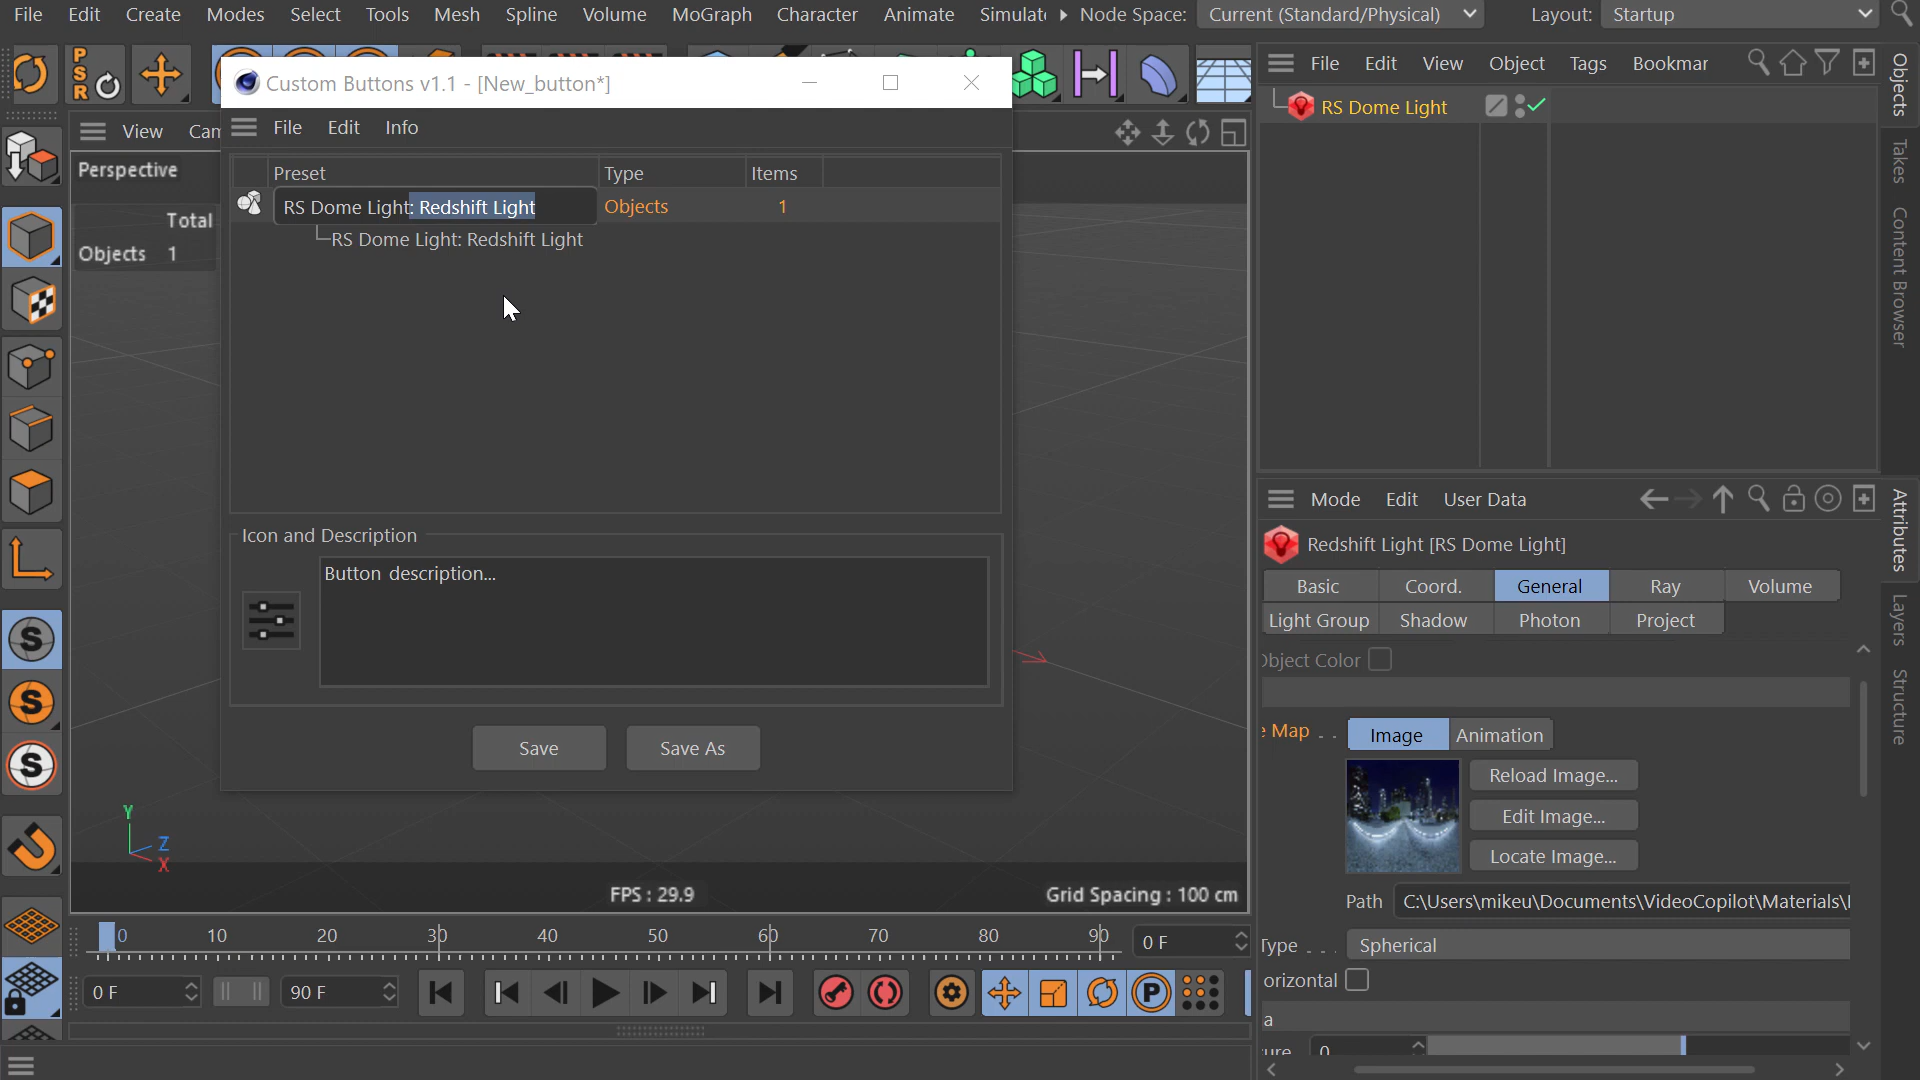 File Edit Create Modes Select Tools Mesh Spline Volume MoGraph Character Animate Simulat Node Space: Current (Standard/Physical) Layout: Startup
PSR
Custom Buttons v1.1 - [New_button*]
File Edit Info
Preset Type Items
RS Dome Light: Redshift Light Objects 1
RS Dome Light: Redshift Light
Icon and Description
Button description...
Save Save As
View Cam
Perspective
Total
Objects 1
Y
Z
X
FPS : 29.9
Grid Spacing : 100 cm
0 10 20 30 40 50 60 70 80 90 0 F
0 F 90 F
P
S
S
S
File Edit View Object Tags Bookmar
RS Dome Light
Objects
Takes
Content Browser
Mode Edit User Data
Redshift Light [RS Dome Light]
Basic Coord. General Ray Volume
Light Group Shadow Photon Project
Object Color
e Map . . Image Animation
Reload Image...
Edit Image...
Locate Image...
Path C:\Users\mikeu\Documents\VideoCopilot\Materials\
Type . . . Spherical
orizontal
a
ure 0
Attributes
Layers
Structure